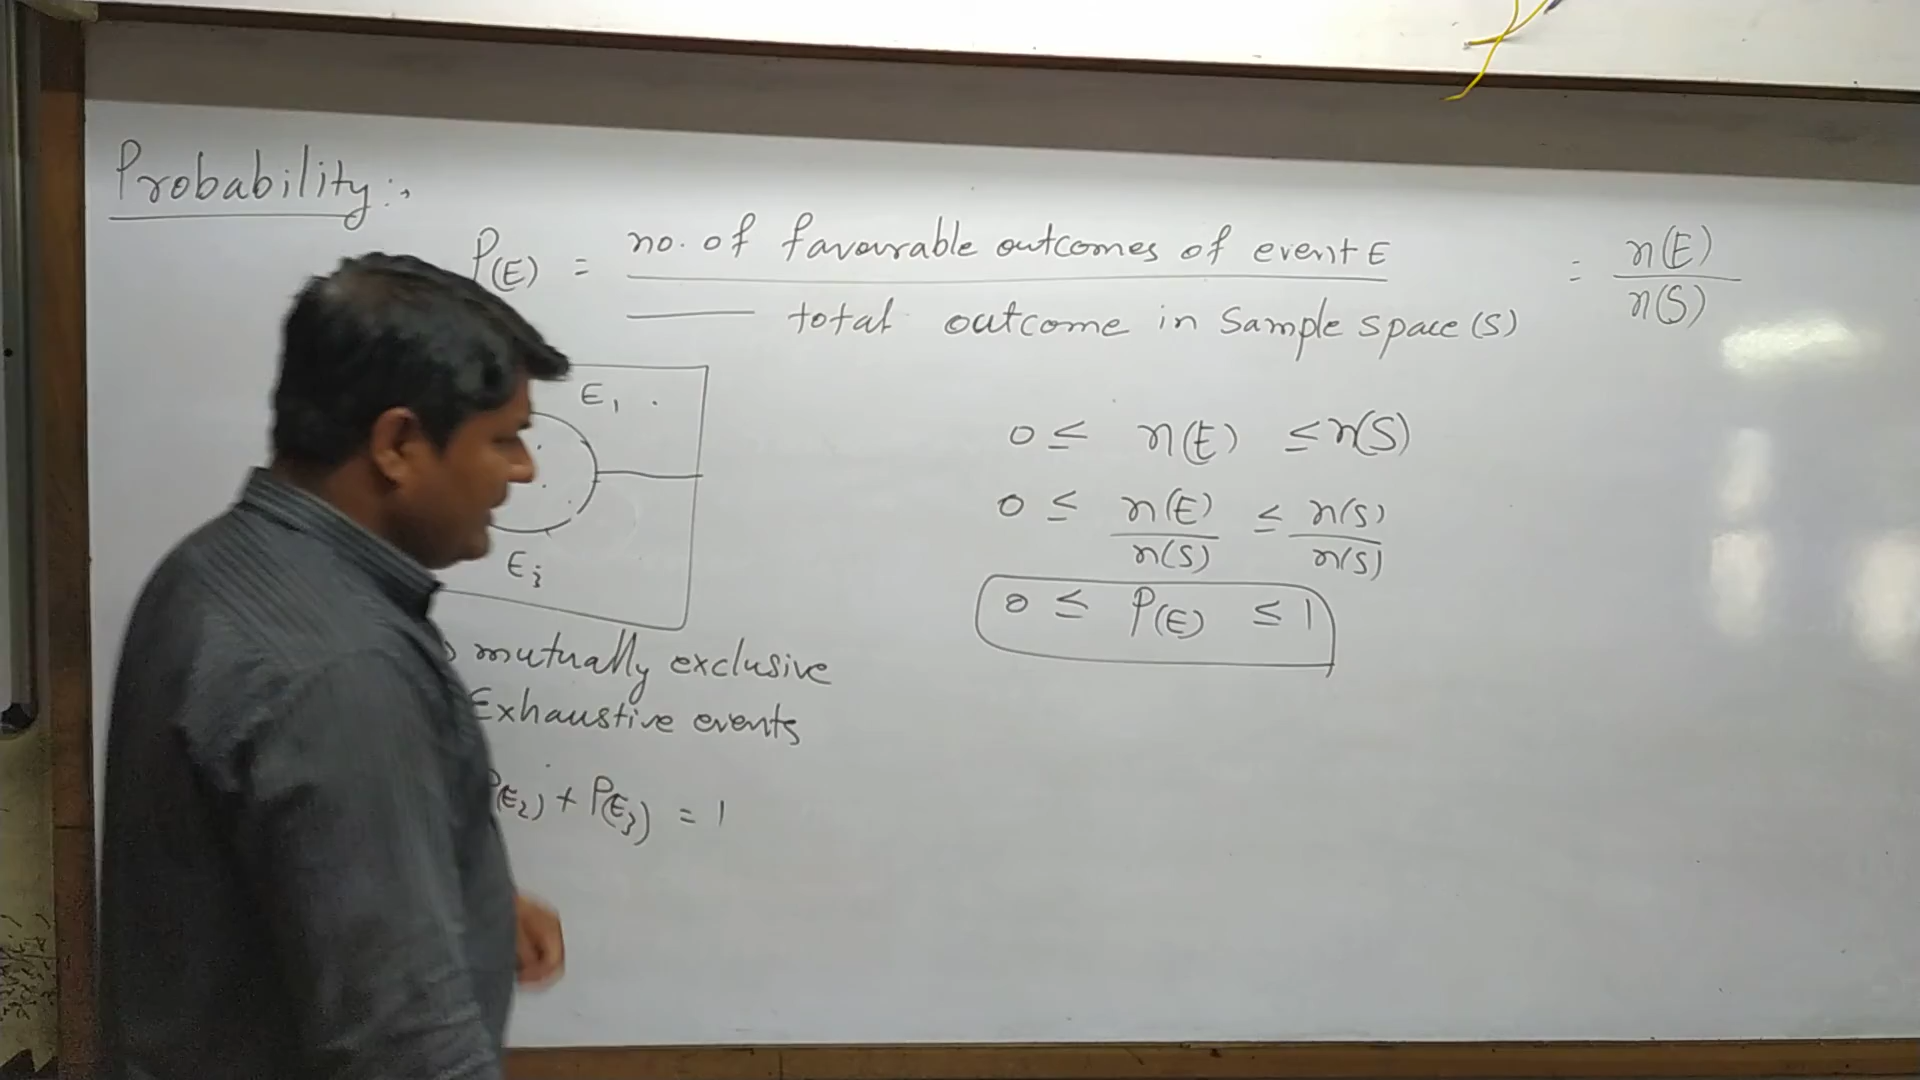 Probability:,
P(E) = no. of favourable outcomes of event E = n(E)
total outcome in Sample space (S) n(S)
E1
E3
0 ≤ n(E) ≤ n(S)
0 ≤ n(E) ≤ n(S)
n(S) n(S)
0 ≤ P(E) ≤ 1
mutually exclusive
Exhaustive events
P(E2) + P(E3) = 1